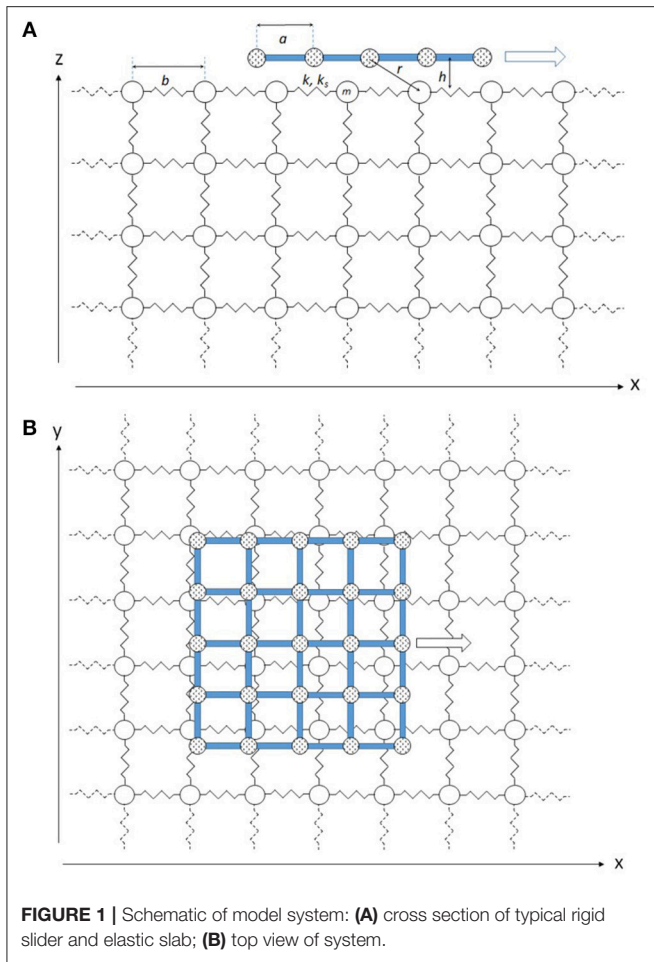 A
a
z
b
k, kₛ
m
r
h
x
B
y
x
FIGURE 1 | Schematic of model system: (A) cross section of typical rigid
slider and elastic slab; (B) top view of system.